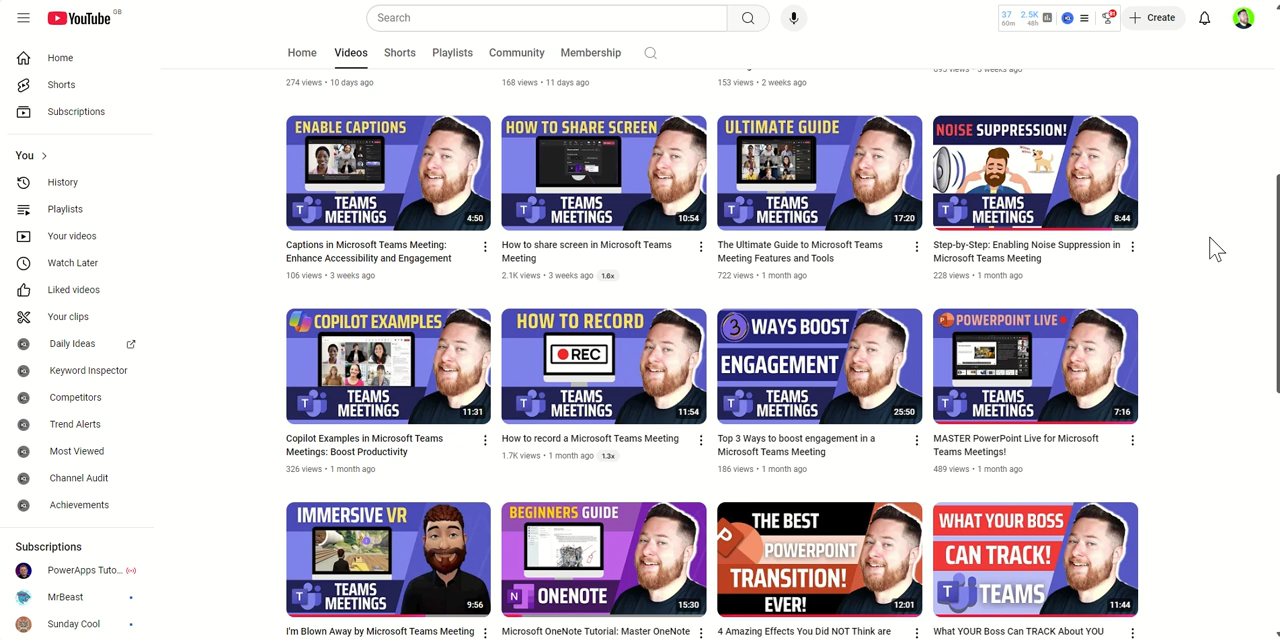 YouTube GB
Search
37 60m
2.5K 48h
Create
Home
Videos
Shorts
Playlists
Community
Membership
Home
Shorts
Subscriptions
You
History
Playlists
Your videos
Watch Later
Liked videos
Your clips
Daily Ideas
Keyword Inspector
Competitors
Trend Alerts
Most Viewed
Channel Audit
Achievements
Subscriptions
PowerApps Tuto...
MrBeast
Sunday Cool
274 views • 10 days ago
168 views • 11 days ago
153 views • 2 weeks ago
693 views • 3 weeks ago
ENABLE CAPTIONS
T TEAMS
MEETINGS
4:50
Captions in Microsoft Teams Meeting:
Enhance Accessibility and Engagement
106 views • 3 weeks ago
HOW TO SHARE SCREEN
T TEAMS
MEETINGS
10:54
How to share screen in Microsoft Teams
Meeting
2.1K views • 3 weeks ago 1.6x
ULTIMATE GUIDE
T TEAMS
MEETINGS
17:20
The Ultimate Guide to Microsoft Teams
Meeting Features and Tools
722 views • 1 month ago
NOISE SUPPRESSION!
T TEAMS
MEETINGS
8:44
Step-by-Step: Enabling Noise Suppression in
Microsoft Teams Meeting
228 views • 1 month ago
COPILOT EXAMPLES
T TEAMS
MEETINGS
11:31
Copilot Examples in Microsoft Teams
Meetings: Boost Productivity
326 views • 1 month ago
HOW TO RECORD
REC
T TEAMS
MEETINGS
11:54
How to record a Microsoft Teams Meeting
1.7K views • 1 month ago 1.3x
3 WAYS BOOST
ENGAGEMENT
T TEAMS
MEETINGS
25:50
Top 3 Ways to boost engagement in a
Microsoft Teams Meeting
186 views • 1 month ago
P POWERPOINT LIVE
T TEAMS
MEETINGS
7:16
MASTER PowerPoint Live for Microsoft
Teams Meetings!
489 views • 1 month ago
IMMERSIVE VR
T TEAMS
MEETINGS
9:56
I'm Blown Away by Microsoft Teams Meeting
BEGINNERS GUIDE
N ONENOTE
15:30
Microsoft OneNote Tutorial: Master OneNote
THE BEST
P POWERPOINT
TRANSITION!
EVER!
12:01
4 Amazing Effects You Did NOT Think are
WHAT YOUR BOSS
CAN TRACK!
T TEAMS
11:44
What YOUR Boss Can TRACK About YOU